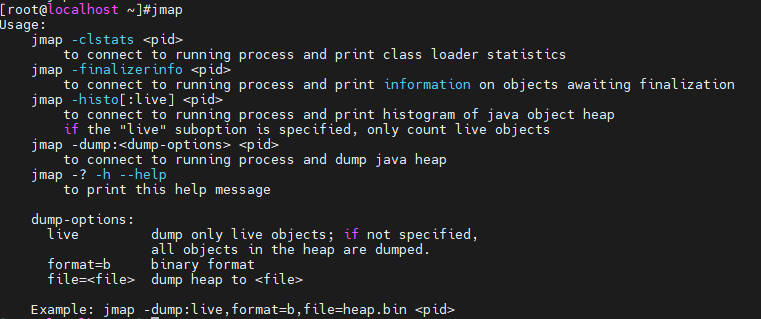 [root@localhost ~]#jmap
Usage:
    jmap -clstats <pid>
        to connect to running process and print class loader statistics
    jmap -finalizerinfo <pid>
        to connect to running process and print information on objects awaiting finalization
    jmap -histo[:live] <pid>
        to connect to running process and print histogram of java object heap
        if the "live" suboption is specified, only count live objects
    jmap -dump:<dump-options> <pid>
        to connect to running process and dump java heap
    jmap -? -h --help
        to print this help message

    dump-options:
      live         dump only live objects; if not specified,
                   all objects in the heap are dumped.
      format=b     binary format
      file=<file>  dump heap to <file>

    Example: jmap -dump:live,format=b,file=heap.bin <pid>